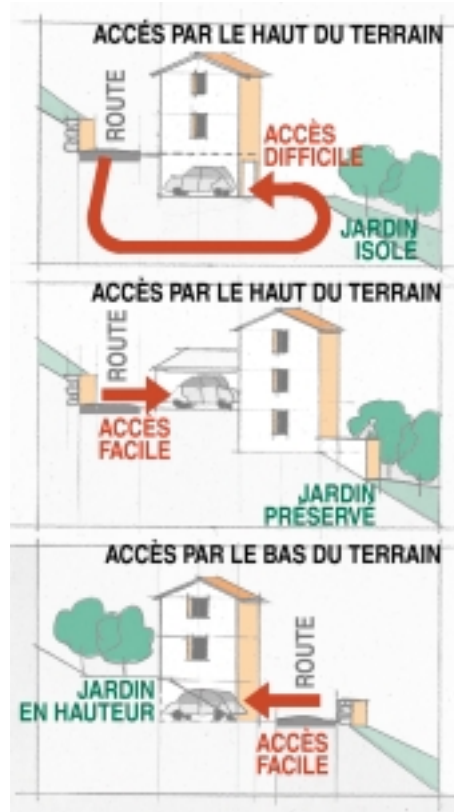 ACCÉS PAR LE HAUT DU TERRAIN
ROUTE
ACCÈS
DIFFICILE
JARDIN
ISOLÉ
ACCÈS PAR LE HAUT DU TERRAIN
ROUTE
ACCÈS
FACILE
JARDIN
PRÉSERVÉ
ACCÈS PAR LE BAS DU TERRAIN
ROUTE
JARDIN
EN HAUTEUR
ACCÈS
FACILE